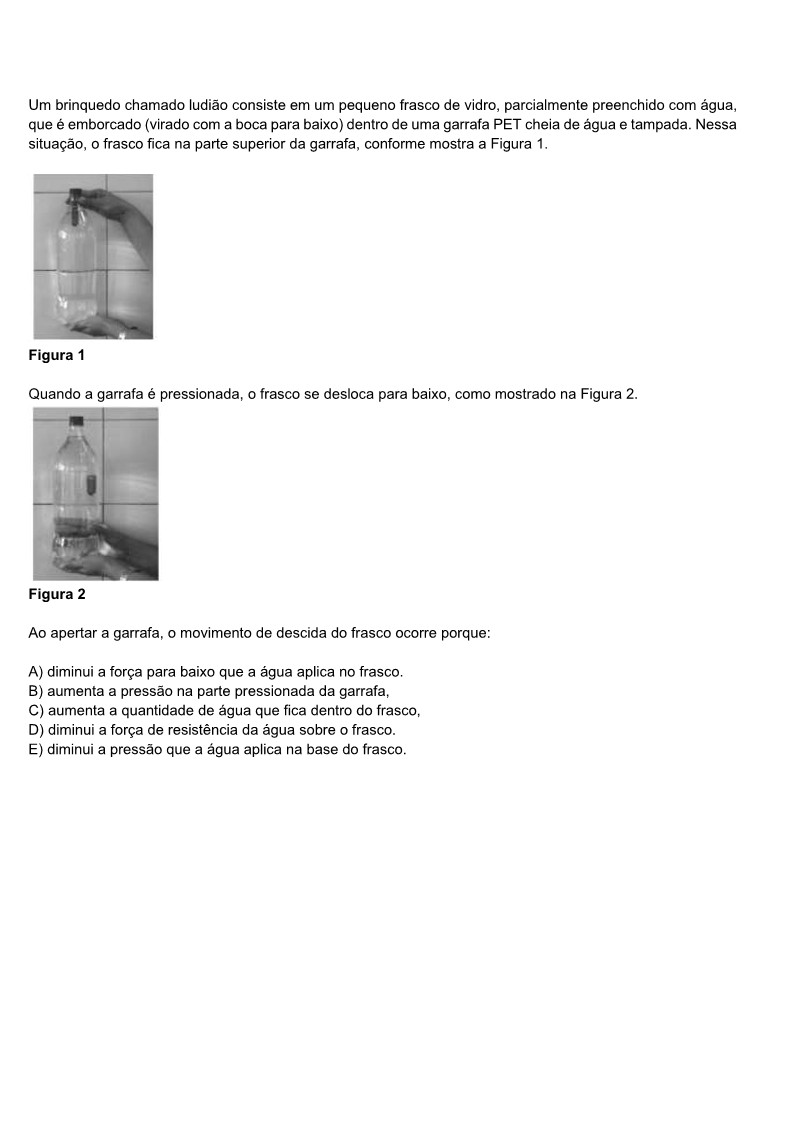 Um brinquedo chamado ludião consiste em um pequeno frasco de vidro, parcialmente preenchido com água,
que é emborcado (virado com a boca para baixo) dentro de uma garrafa PET cheia de água e tampada. Nessa
situação, o frasco fica na parte superior da garrafa, conforme mostra a Figura 1.
Figura 1
Quando a garrafa é pressionada, o frasco se desloca para baixo, como mostrado na Figura 2.
Figura 2
Ao apertar a garrafa, o movimento de descida do frasco ocorre porque:
A) diminui a força para baixo que a água aplica no frasco.
B) aumenta a pressão na parte pressionada da garrafa,
C) aumenta a quantidade de água que fica dentro do frasco,
D) diminui a força de resistência da água sobre o frasco.
E) diminui a pressão que a água aplica na base do frasco.